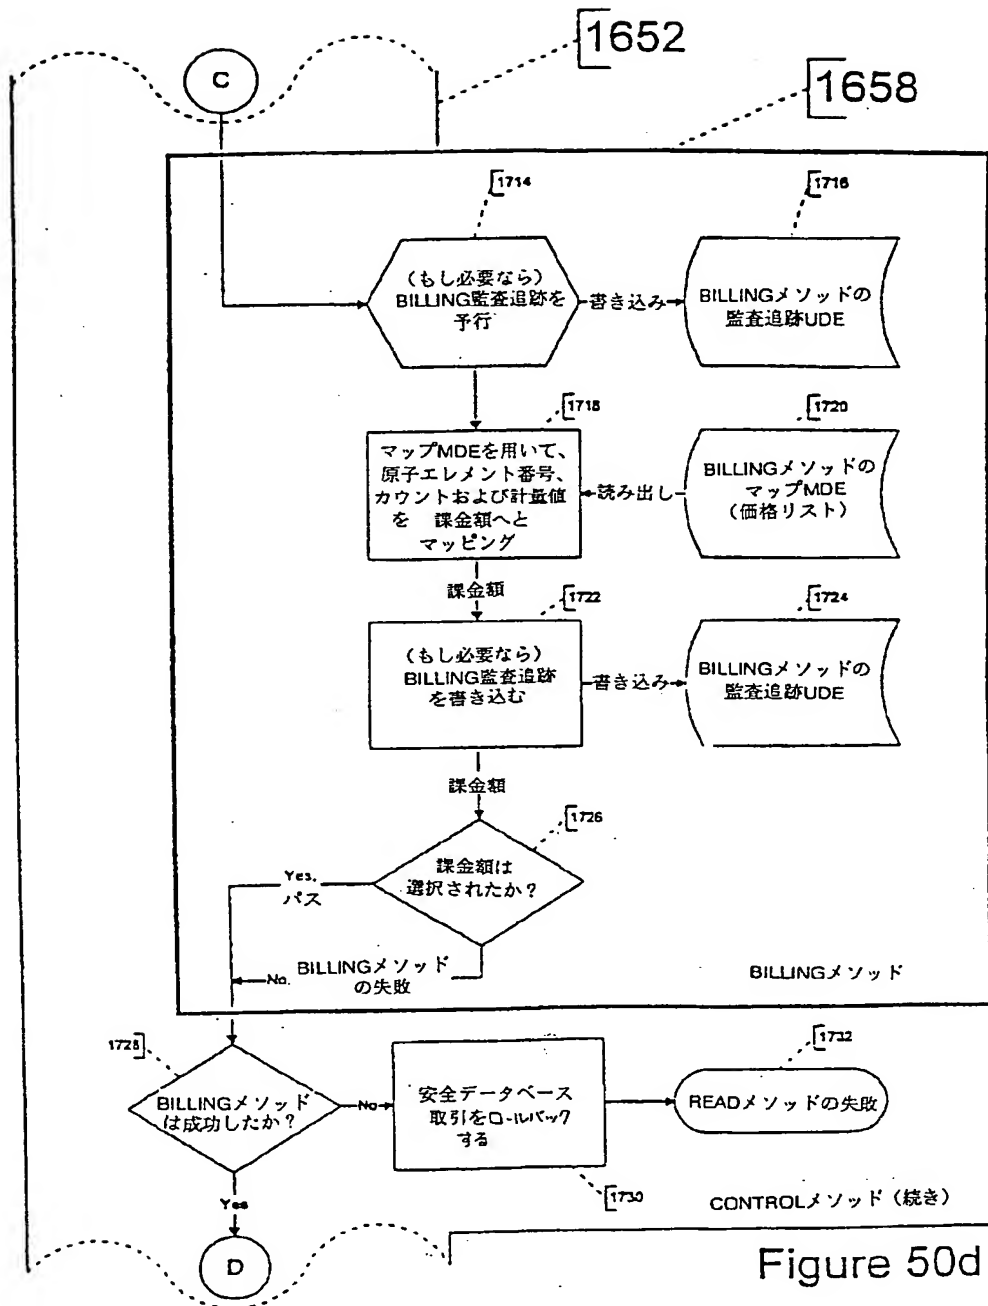 1652
C
1658
1714
1716
(もし必要なら)
BILLING監査追跡を
予行
書き込み
BILLINGメソッドの
監査追跡UDE
1718
1720
マップMDEを用いて、
原子エレメント番号、
カウントおよび計量値
を 課金額へと
マッピング
読み出し
BILLINGメソッドの
マップMDE
(価格リスト)
課金額
1722
1724
(もし必要なら)
BILLING監査追跡
を書き込む
書き込み
BILLINGメソッドの
監査追跡UDE
課金額
1726
課金額は
選択されたか?
Yes.
パス
No.
BILLINGメソッド
の失敗
BILLINGメソッド
1728
BILLINGメソッド
は成功したか?
No
安全データベース
取引をロールバック
する
1732
READメソッドの失敗
1730
Yes
CONTROLメソッド(続き)
D
Figure 50d